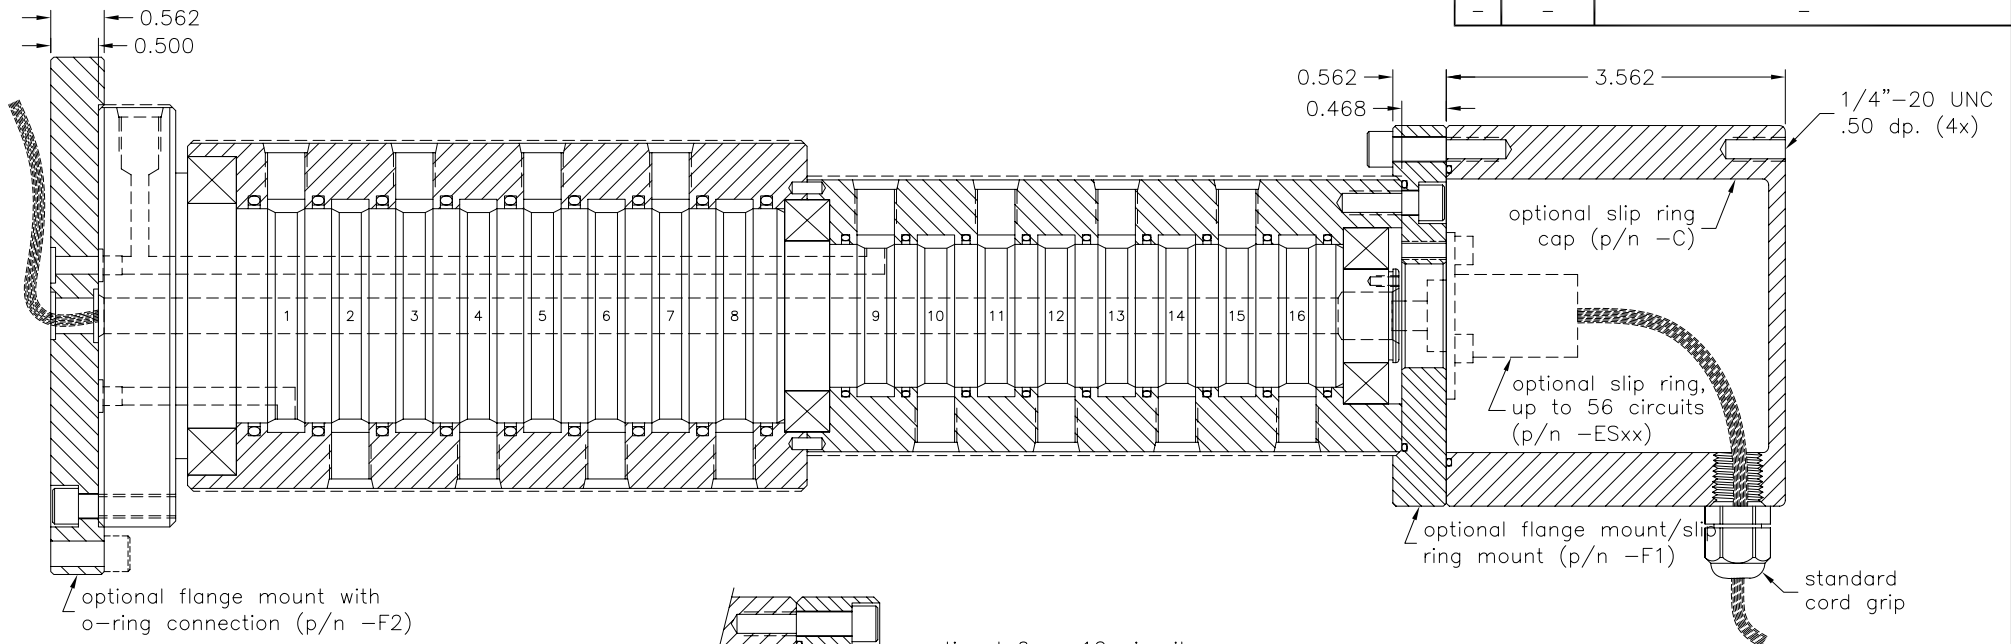 0.562
0.500
- - -
0.562
3.562
0.468
1/4"-20 UNC
.50 dp. (4x)
optional slip ring
cap (p/n -C)
1 2 3 4 5 6 7 8 9 10 11 12 13 14 15 16
optional slip ring,
up to 56 circuits
(p/n -ESxx)
optional flange mount/slip
ring mount (p/n -F1)
standard
cord grip
optional flange mount with
o-ring connection (p/n -F2)